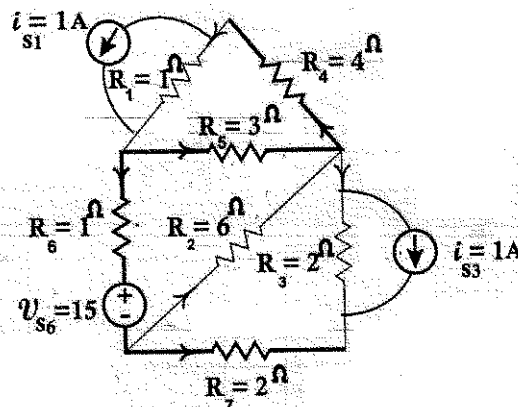 i = 1A
s1
R₁ = 1Ω
R₄ = 4Ω
R₅ = 3Ω
R₆ = 1Ω
R₂ = 6Ω
R₃ = 2Ω
i = 1A
s3
+
-
𝒱s6 = 15
R₇ = 2Ω